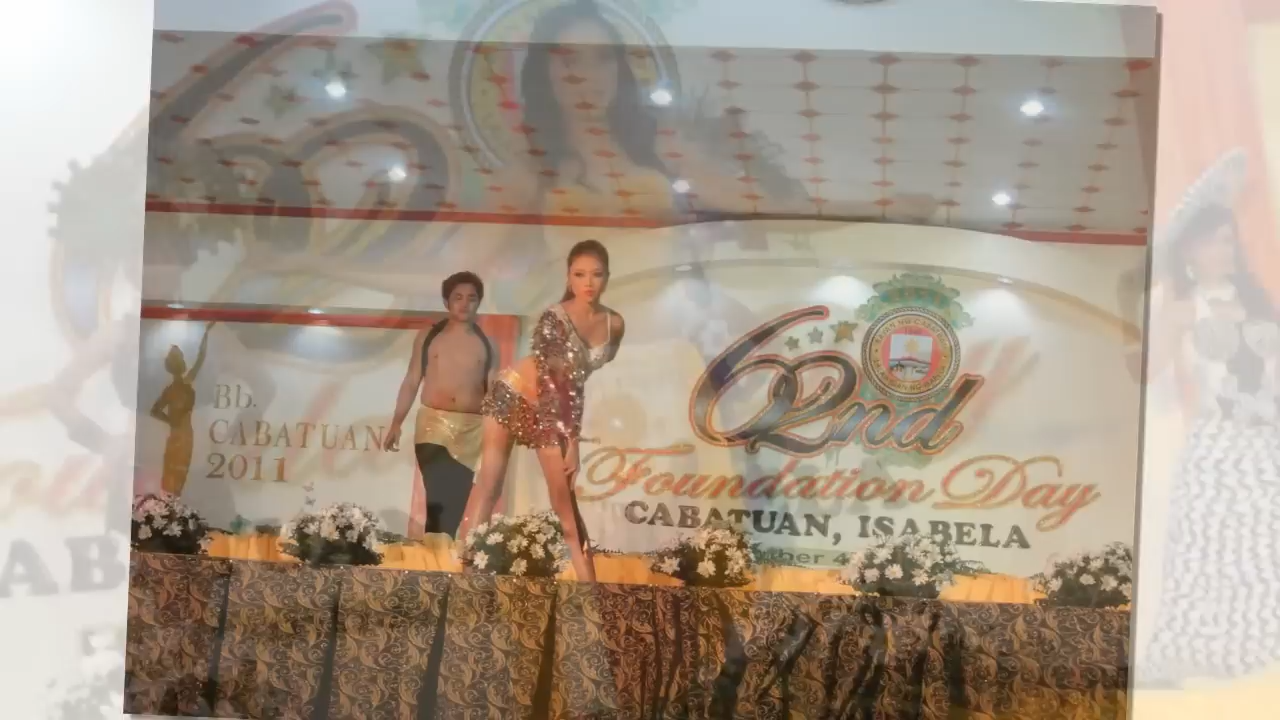 Bb.
CABATUAN
2011
62nd
Foundation Day
CABATUAN, ISABELA